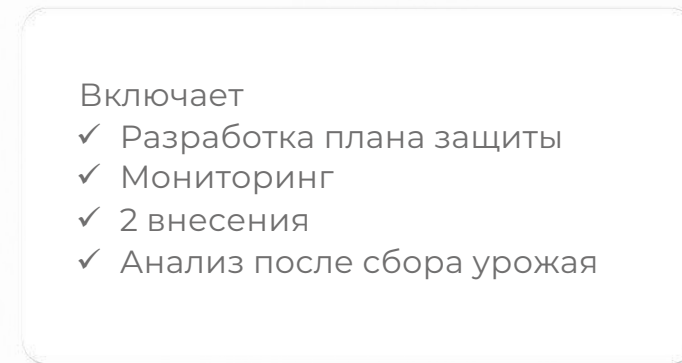 Включает
✓ Разработка плана защиты
✓ Мониторинг
✓ 2 внесения
✓ Анализ после сбора урожая